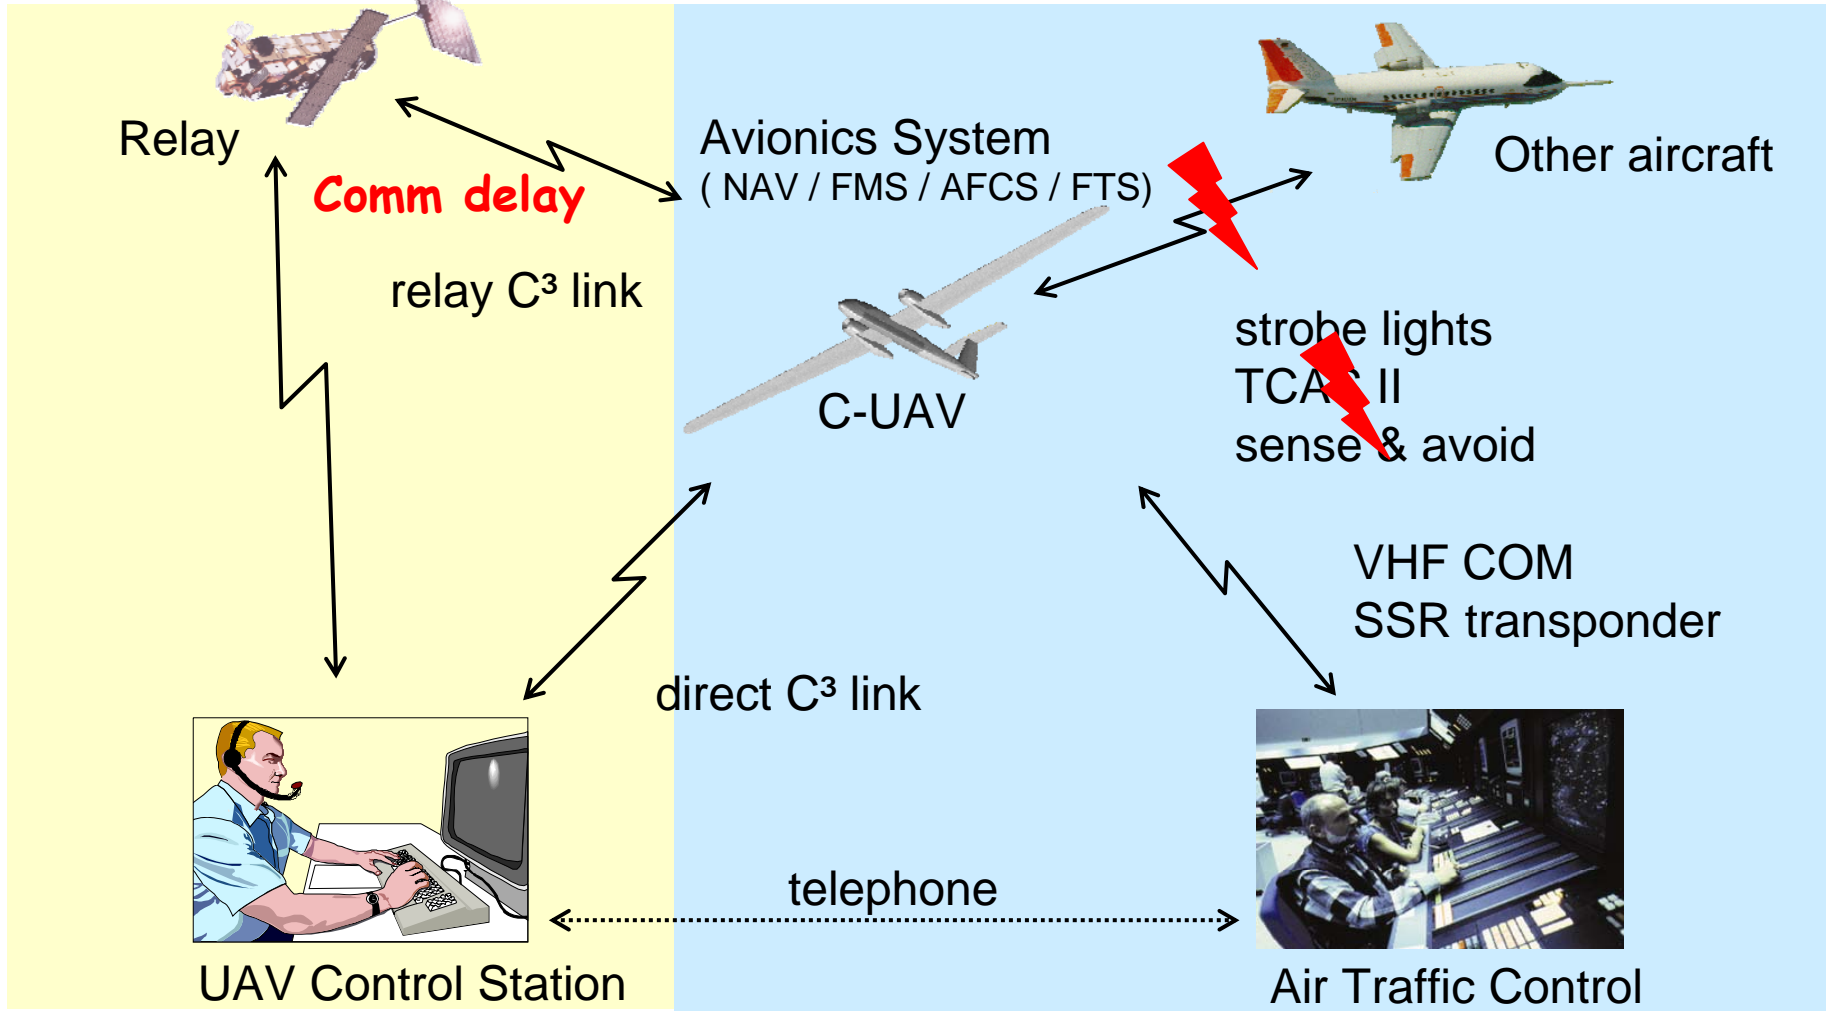 Relay
Comm delay
relay C³ link
Avionics System
( NAV / FMS / AFCS / FTS)
Other aircraft
C-UAV
strobe lights
TCAS II
sense & avoid
VHF COM
SSR transponder
direct C³ link
telephone
UAV Control Station
Air Traffic Control